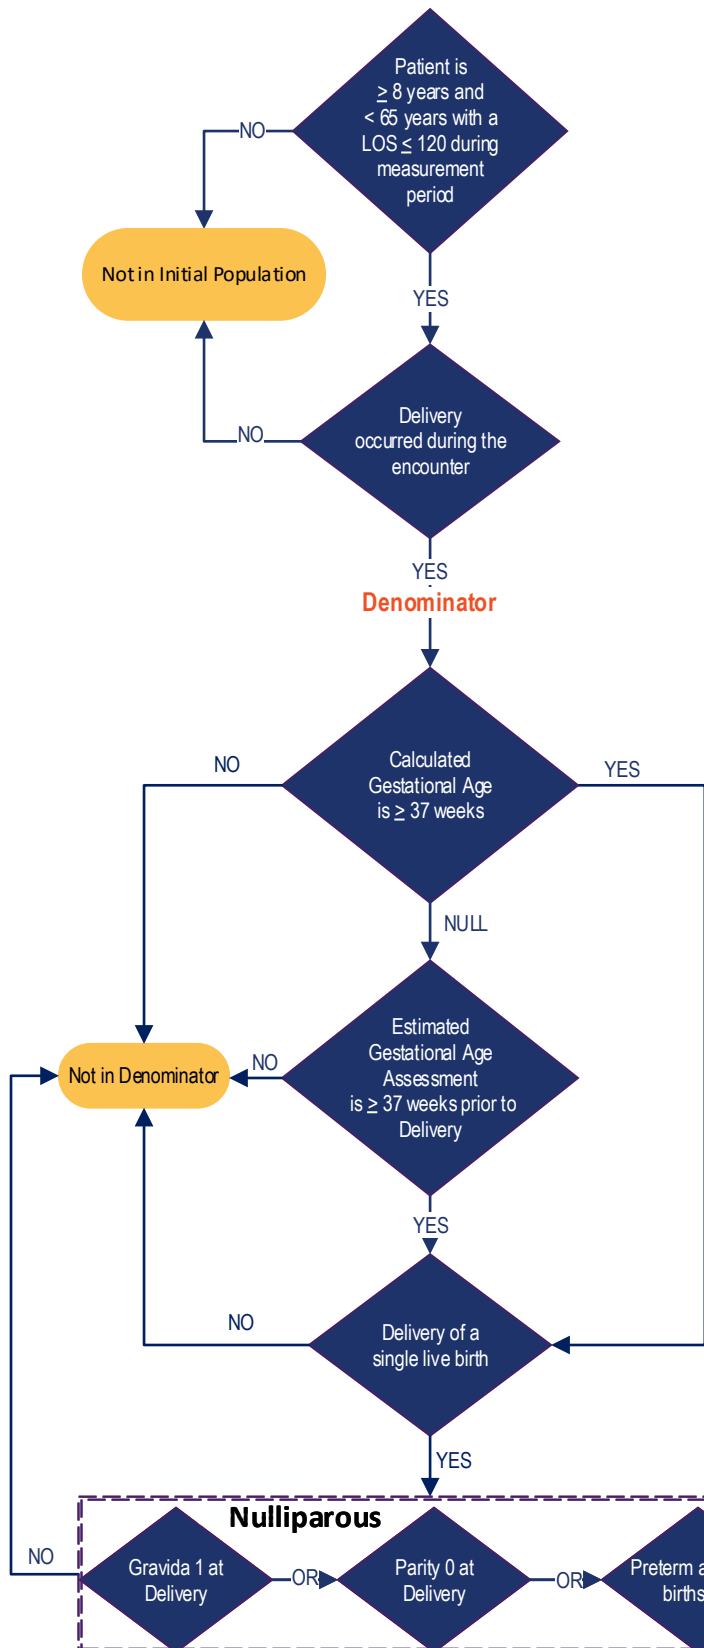 Patient is
≥ 8 years and
< 65 years with a
LOS ≤ 120 during
measurement
period
NO
Not in Initial Population
YES
Delivery
occurred during the
encounter
NO
YES
Denominator
Calculated
Gestational Age
is ≥ 37 weeks
NO
YES
NULL
Estimated
Gestational Age
Assessment
is ≥ 37 weeks prior to
Delivery
NO
Not in Denominator
YES
Delivery of a
single live birth
NO
YES
Nulliparous
NO
Gravida 1 at
Delivery
OR
Parity 0 at
Delivery
OR
Preterm
births